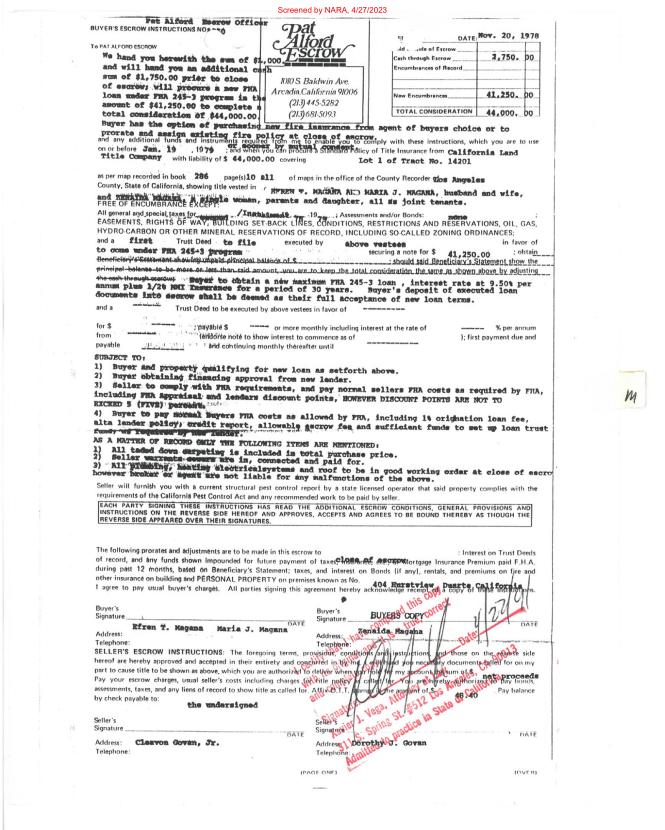 Screened by NARA, 4/27/2023
Pat Alford Escrow Officer
BUYER'S ESCROW INSTRUCTIONS NO.
Pat
Alford
Escrow
1010 S. Baldwin Ave.
Arcadia, California 91006
(213) 445-5282
(213) 681-5093
DATE Nov. 20, 1978
To PAT ALFORD ESCROW
We hand you herewith the sum of $1,000.
and will hand you an additional cash
sum of $1,750.00 prior to close
of escrow; will procure a new FHA
loan under FHA 245-3 program in the
amount of $41,250.00 to complete a
total consideration of $44,000.00
Paid outside of Escrow
Cash through Escrow 2,750. 00
Encumbrances of Record
New Encumbrances 41,250. 00
TOTAL CONSIDERATION 44,000. 00
Buyer has the option of purchasing new fire insurance from agent of buyers choice or to
prorate and assign existing fire policy at close of escrow.
and any additional funds and instructions required from me to enable you to comply with these instructions, which you are to use
or sooner by mutual consent
on or before Jan. 19, 1979 ; and when you can procure a Standard Policy of Title Insurance from California Land
Title Company with liability of $ 44,000.00 covering Lot 1 of Tract No. 14201
as per map recorded in book 286 page(s) 10 all of maps in the office of the County Recorder Los Angeles
County, State of California, showing title vested in EFREN T. MAGANA AND MARIA J. MAGANA, husband and wife,
and ZENAIDA MAGANA, A single woman, parents and daughter, all as joint tenants.
FREE OF ENCUMBRANCE EXCEPT:
All general and special taxes for ; Assessments and/or Bonds: none ;
EASEMENTS, RIGHTS OF WAY, BUILDING SET-BACK LINES, CONDITIONS, RESTRICTIONS AND RESERVATIONS, OIL, GAS,
HYDRO-CARBON OR OTHER MINERAL RESERVATIONS OF RECORD, INCLUDING SO-CALLED ZONING ORDINANCES;
and a first Trust Deed to file executed by above vestees in favor of
to come under FHA 245-3 program securing a note for $ 41,250.00 ; obtain
Beneficiary's Statement showing unpaid principal balance of $ ; should said Beneficiary's Statement show the
principal balance to be more or less than said amount, you are to keep the total consideration the same as shown above by adjusting
the cash through escrow) Buyer to obtain a new maximum FHA 245-3 loan , interest rate at 9.50% per
annum plus 1/2% MMI Insurance for a period of 30 years. Buyer's deposit of executed loan
documents into escrow shall be deemed as their full acceptance of new loan terms.
and a Trust Deed to be executed by above vestees in favor of
for $ ; payable $ or more monthly including interest at the rate of % per annum
from (endorse note to show interest to commence as of ); first payment due and
payable and continuing monthly thereafter until
SUBJECT TO:
1) Buyer and property qualifying for new loan as setforth above.
2) Buyer obtaining financing approval from new lender.
3) Seller to comply with FHA requirements, and pay normal sellers FHA costs as required by FHA,
including FHA Appraisal and lenders discount points, HOWEVER DISCOUNT POINTS ARE NOT TO
EXCEED 5 (FIVE) percent.
4) Buyer to pay normal Buyers FHA costs as allowed by FHA, including 1% origination loan fee,
alta lender policy, credit report, allowable escrow fee and sufficient funds to set up loan trust
fund, as required by new lender.
AS A MATTER OF RECORD ONLY THE FOLLOWING ITEMS ARE MENTIONED:
1) All tacked down carpeting is included in total purchase price.
2) Seller warrants sewers are in, connected and paid for.
3) All plumbing, heating electricalsystems and roof to be in good working order at close of escro
however broker or agent are not liable for any malfunctions of the above.
Seller will furnish you with a current structural pest control report by a state licensed operator that said property complies with the
requirements of the California Pest Control Act and any recommended work to be paid by seller.
EACH PARTY SIGNING THESE INSTRUCTIONS HAS READ THE ADDITIONAL ESCROW CONDITIONS, GENERAL PROVISIONS AND
INSTRUCTIONS ON THE REVERSE SIDE HEREOF AND APPROVES, ACCEPTS AND AGREES TO BE BOUND THEREBY AS THOUGH THE
REVERSE SIDE APPEARED OVER THEIR SIGNATURES.
M
The following prorates and adjustments are to be made in this escrow to close of escrow : Interest on Trust Deeds
of record, and any funds shown impounded for future payment of taxes, insurance, etc.; Mortgage Insurance Premium paid F.H.A.
during past 12 months, based on Beneficiary's Statement; taxes, and interest on Bonds (if any), rentals, and premiums on fire and
other insurance on building and PERSONAL PROPERTY on premises known as No.
404 Hurstview, Duarte, California
I agree to pay usual buyer's charges. All parties signing this agreement hereby acknowledge receipt of a copy of these instructions.
Buyer's
Signature DATE
Efren T. Magana Maria J. Magana
Address:
Telephone:
Buyer's
Signature BUYERS COPY DATE
Zenaida Magana
Address:
Telephone:
SELLER'S ESCROW INSTRUCTIONS: The foregoing terms, provisions, conditions and instructions, and those on the reverse side
hereof are hereby approved and accepted in their entirety and concurred in by me. I will hand you necessary documents called for on my
part to cause title to be shown as above, which you are authorized to deliver when you hold for my account the sum of $ net proceeds
Pay your escrow charges, usual seller's costs including charges for title policy as called for. You are hereby authorized to pay bonds,
assessments, taxes, and any liens of record to show title as called for. Affix D.T.T. in the amount of $ 48.40 Pay balance
by check payable to:
the undersigned
Seller's
Signature DATE
Address: Cleavon Govan, Jr.
Telephone:
Seller's
Signature DATE
Address: Dorothy J. Govan
Telephone:
Date: 4/22/91
Signature
Javier J. Vega, Attorney at Law
311 S. Spring St. #512 Los Angeles, CA 90013
Admitted to practice in State of California
(PAGE ONE)
(OVER)